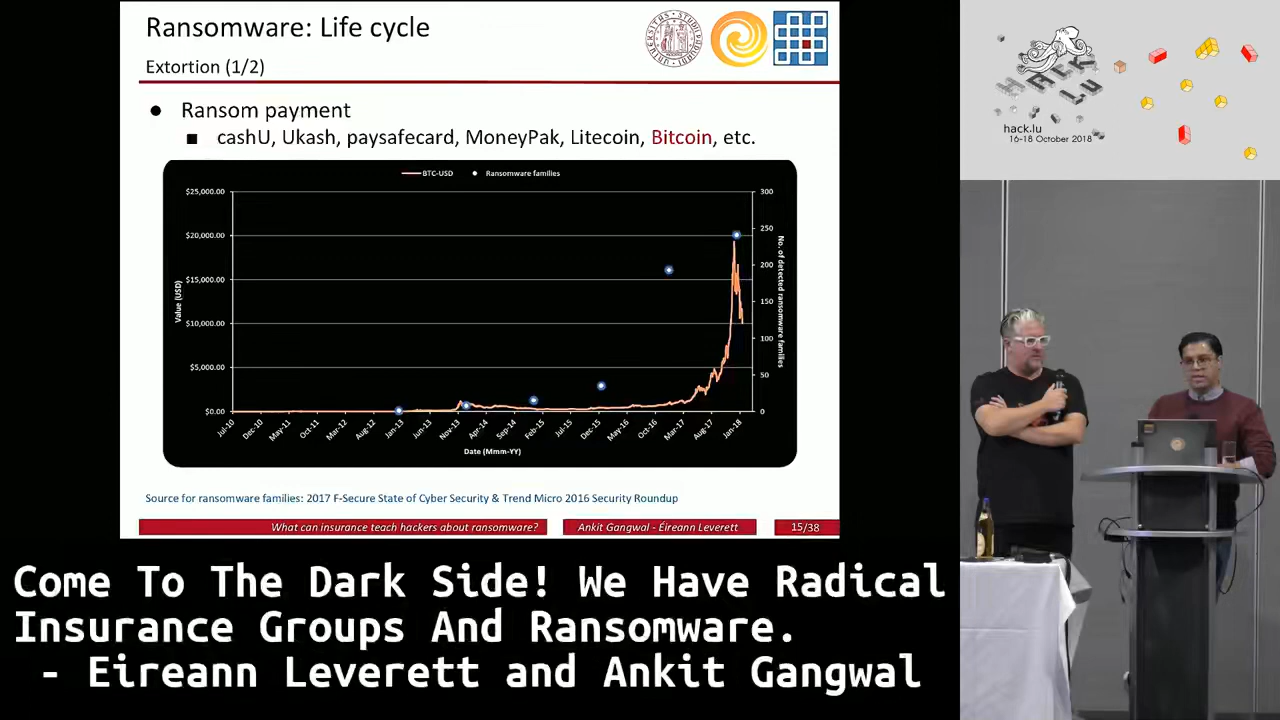 Ransomware: Life cycle
Extortion (1/2)
● Ransom payment
■ cashU, Ukash, paysafecard, MoneyPak, Litecoin, Bitcoin, etc.
BTC-USD
Ransomware families
$25,000.00
$20,000.00
$15,000.00
$10,000.00
$5,000.00
$0.00
Value (USD)
300
250
200
150
100
50
0
No. of detected ransomware families
Jul-10 Dec-10 May-11 Oct-11 Mar-12 Aug-12 Jan-13 Jun-13 Nov-13 Apr-14 Sep-14 Feb-15 Jul-15 Dec-15 May-16 Oct-16 Mar-17 Aug-17 Jan-18
Date (Mmm-YY)
Source for ransomware families: 2017 F-Secure State of Cyber Security & Trend Micro 2016 Security Roundup
What can insurance teach hackers about ransomware?
Ankit Gangwal - Éireann Leverett
15/38
HACK
LU
hack.lu
16-18 October 2018
Come To The Dark Side! We Have Radical
Insurance Groups And Ransomware.
- Eireann Leverett and Ankit Gangwal